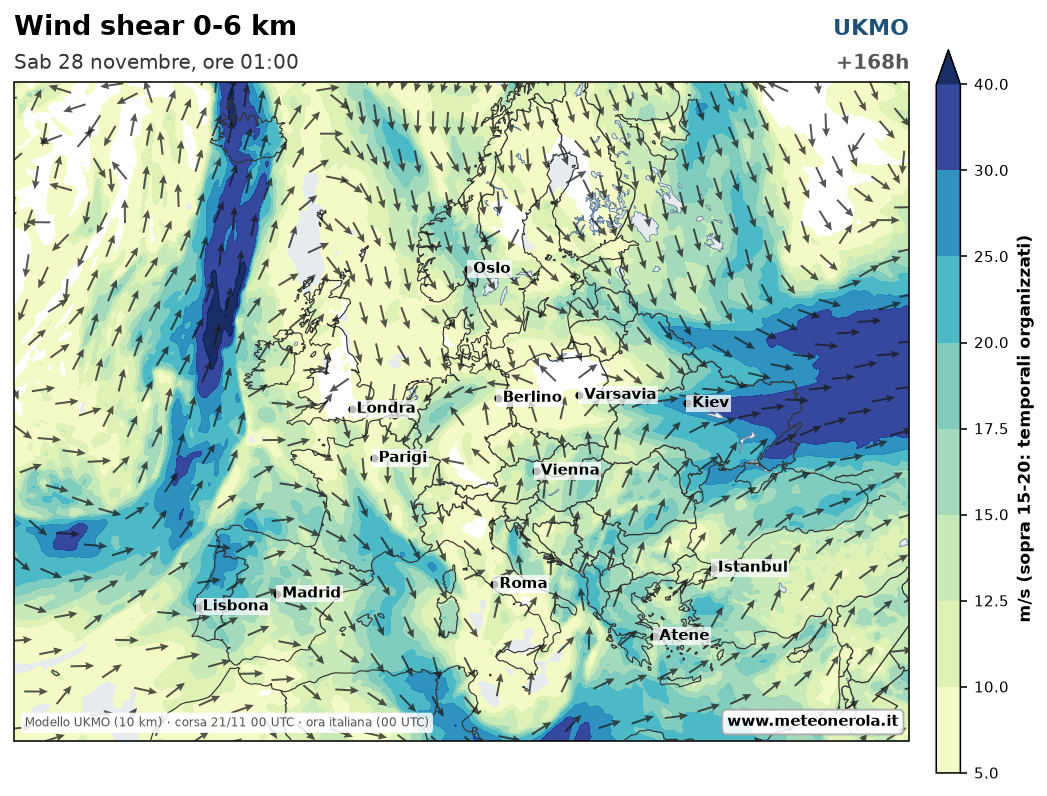 Wind shear 0-6 km
UKMO
Sab 28 novembre, ore 01:00
+168h
40.0
30.0
25.0
20.0
17.5
15.0
12.5
10.0
5.0
m/s (sopra 15-20: temporali organizzati)
Oslo
Berlino
Varsavia
Kiev
Londra
Parigi
Vienna
Istanbul
Roma
Madrid
Lisbona
Atene
Modello UKMO (10 km) · corsa 21/11 00 UTC · ora italiana (00 UTC)
www.meteonerola.it